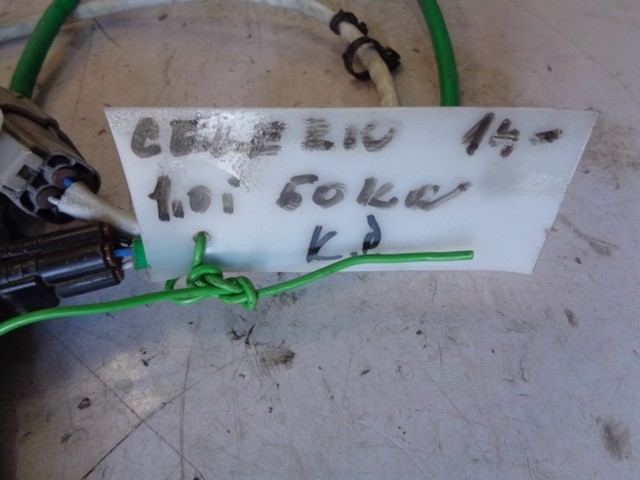 CELERIO 14-
1.0i 50KW
K.P